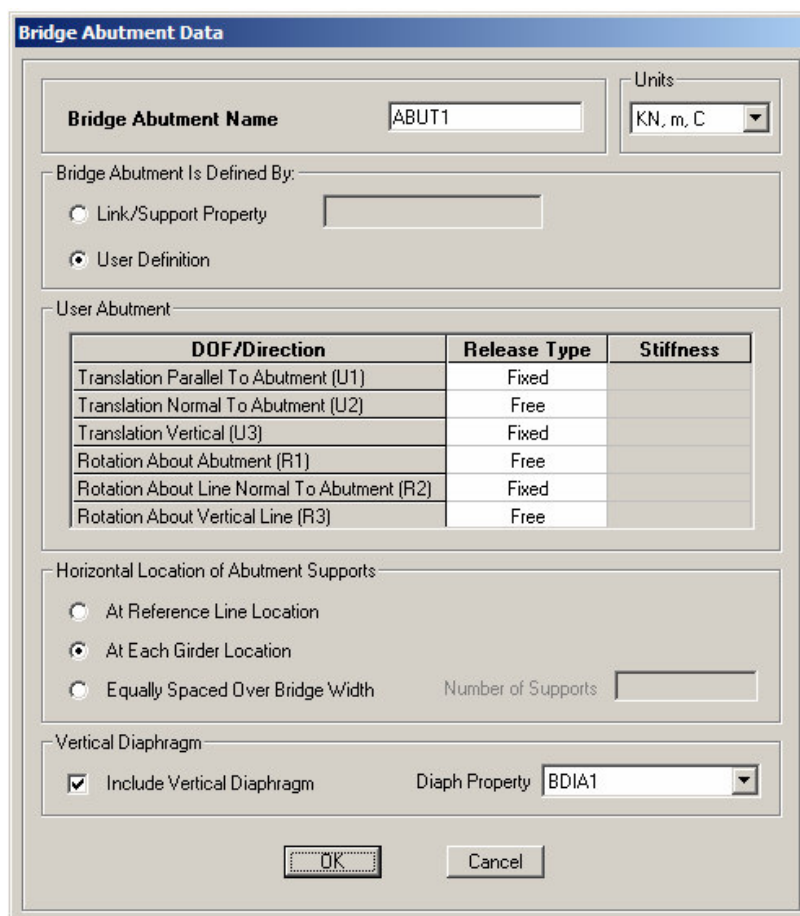 Bridge Abutment Data
Units
Bridge Abutment Name ABUT1 KN, m, C
Bridge Abutment Is Defined By:
Link/Support Property
User Definition
User Abutment
DOF/Direction Release Type Stiffness
Translation Parallel To Abutment (U1) Fixed
Translation Normal To Abutment (U2) Free
Translation Vertical (U3) Fixed
Rotation About Abutment (R1) Free
Rotation About Line Normal To Abutment (R2) Fixed
Rotation About Vertical Line (R3) Free
Horizontal Location of Abutment Supports
At Reference Line Location
At Each Girder Location
Equally Spaced Over Bridge Width Number of Supports
Vertical Diaphragm
Include Vertical Diaphragm Diaph Property BDIA1
OK Cancel